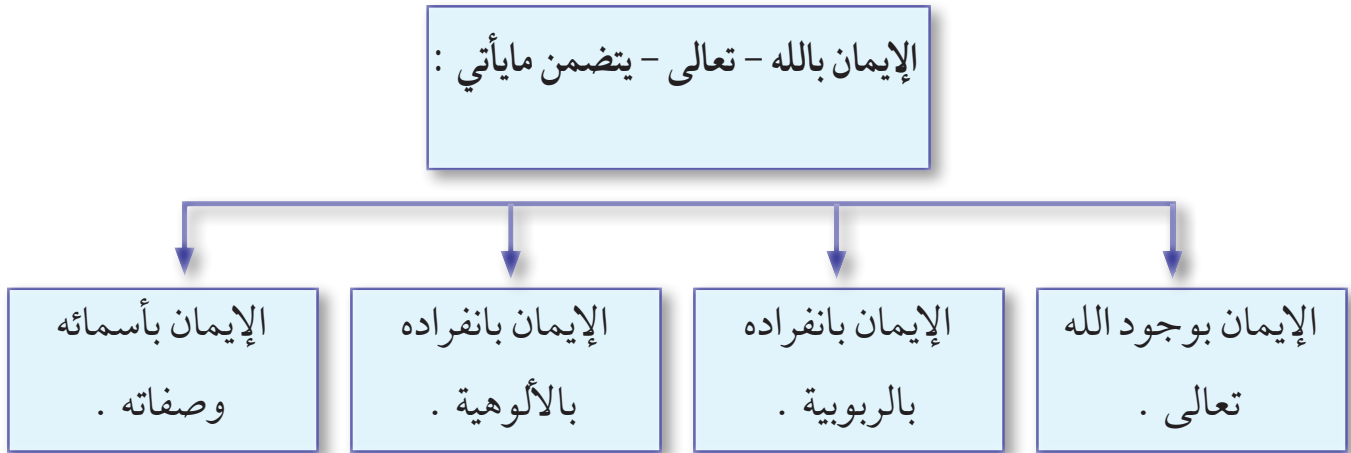 الإيمان بالله – تعالى – يتضمن مايأتي :
الإيمان بوجود الله
تعالى .
الإيمان بانفراده
بالربوبية .
الإيمان بانفراده
بالألوهية .
الإيمان بأسمائه
وصفاته .